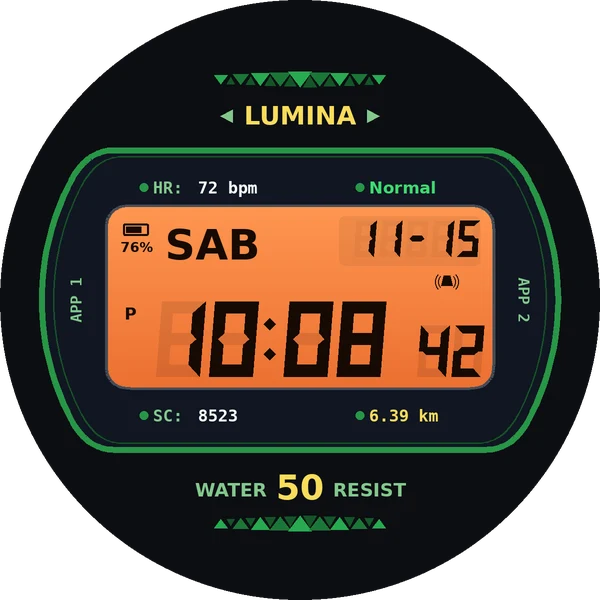 ◄ LUMINA ►
HR: 72 bpm Normal
76% SAB 11-15
P 10:08 42
SC: 8523 6.39 km
APP 1
APP 2
WATER 50 RESIST